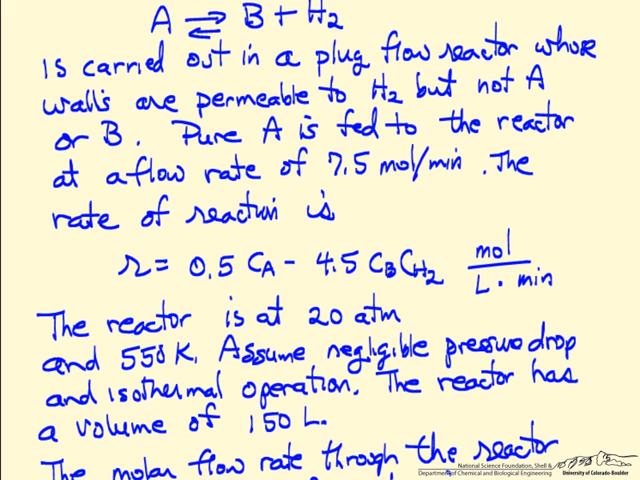 A ⇌ B + H2
is carried out in a plug flow reactor whose
walls are permeable to H2 but not A
or B. Pure A is fed to the reactor
at a flow rate of 7.5 mol/min. The
rate of reaction is
r = 0.5 CA - 4.5 CB CH2 mol / L · min
The reactor is at 20 atm
and 550 K. Assume negligible pressure drop
and isothermal operation. The reactor has
a volume of 150 L.
The molar flow rate through the reactor
National Science Foundation, Shell &
Department of Chemical and Biological Engineering
University of Colorado-Boulder